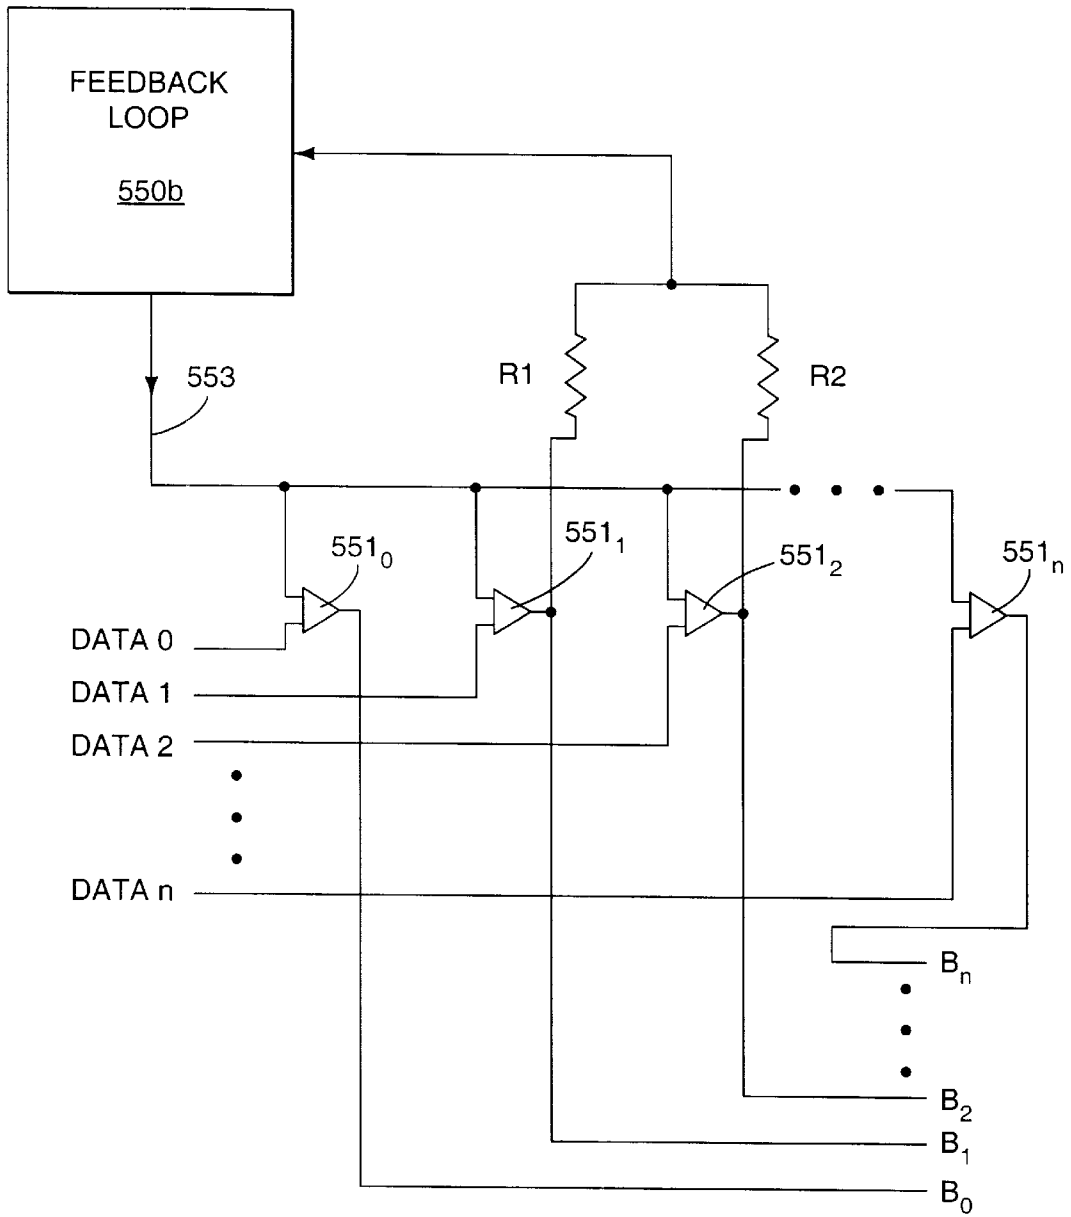 FEEDBACK
LOOP
550b
R1
R2
553
551₀
551₁
551₂
551ₙ
DATA 0
DATA 1
DATA 2
DATA n
Bₙ
B₂
B₁
B₀